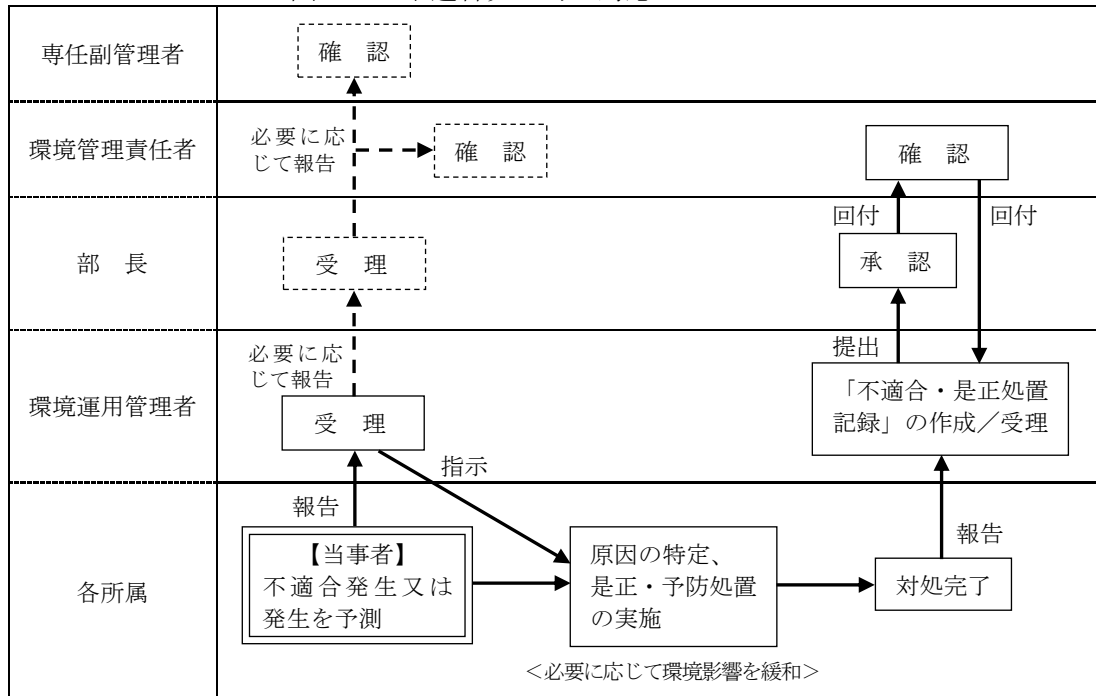 専任副管理者
確 認
環境管理責任者
必要に応
じて報告
確 認
確 認
回付
回付
部 長
受 理
承 認
環境運用管理者
必要に応
じて報告
受 理
提出
「不適合・是正処置
記録」の作成／受理
指示
各所属
報告
【当事者】
不適合発生又は
発生を予測
原因の特定、
是正・予防処置
の実施
報告
対処完了
＜必要に応じて環境影響を緩和＞